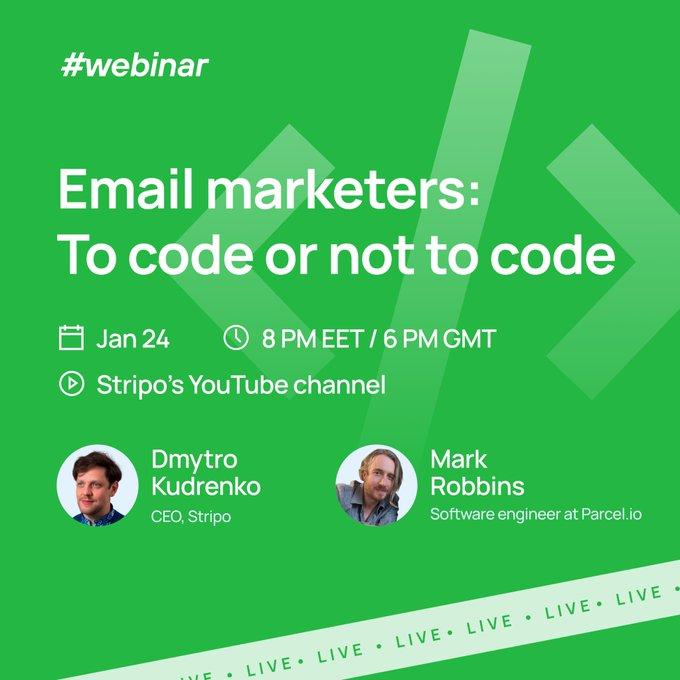 #webinar
Email marketers:
To code or not to code
Jan 24
8 PM EET / 6 PM GMT
Stripo's YouTube channel
Dmytro
Kudrenko
CEO, Stripo
Mark
Robbins
Software engineer at Parcel.io
LIVE • LIVE • LIVE • LIVE • LIVE • LIVE •